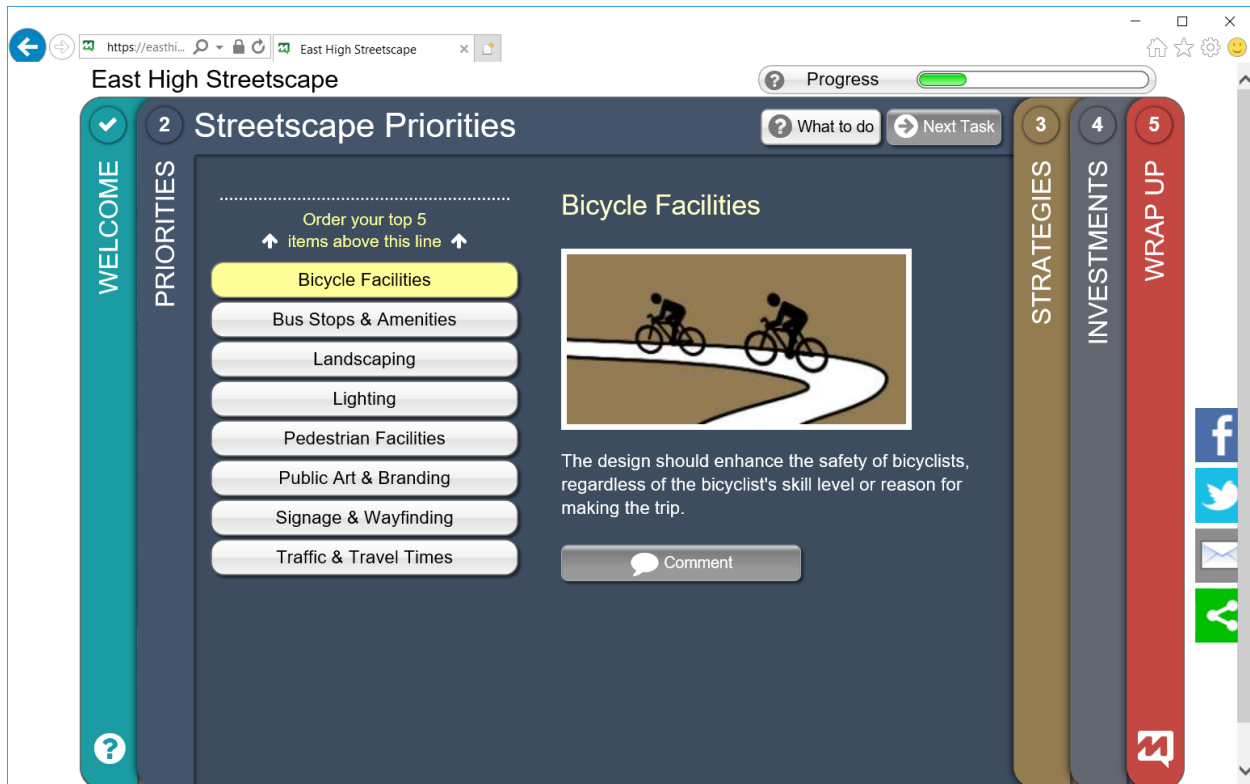 https://easthi...
East High Streetscape
East High Streetscape
Progress
WELCOME
2
PRIORITIES
Streetscape Priorities
What to do
Next Task
Order your top 5
items above this line
Bicycle Facilities
Bus Stops & Amenities
Landscaping
Lighting
Pedestrian Facilities
Public Art & Branding
Signage & Wayfinding
Traffic & Travel Times
Bicycle Facilities
The design should enhance the safety of bicyclists,
regardless of the bicyclist's skill level or reason for
making the trip.
Comment
3
STRATEGIES
4
INVESTMENTS
5
WRAP UP